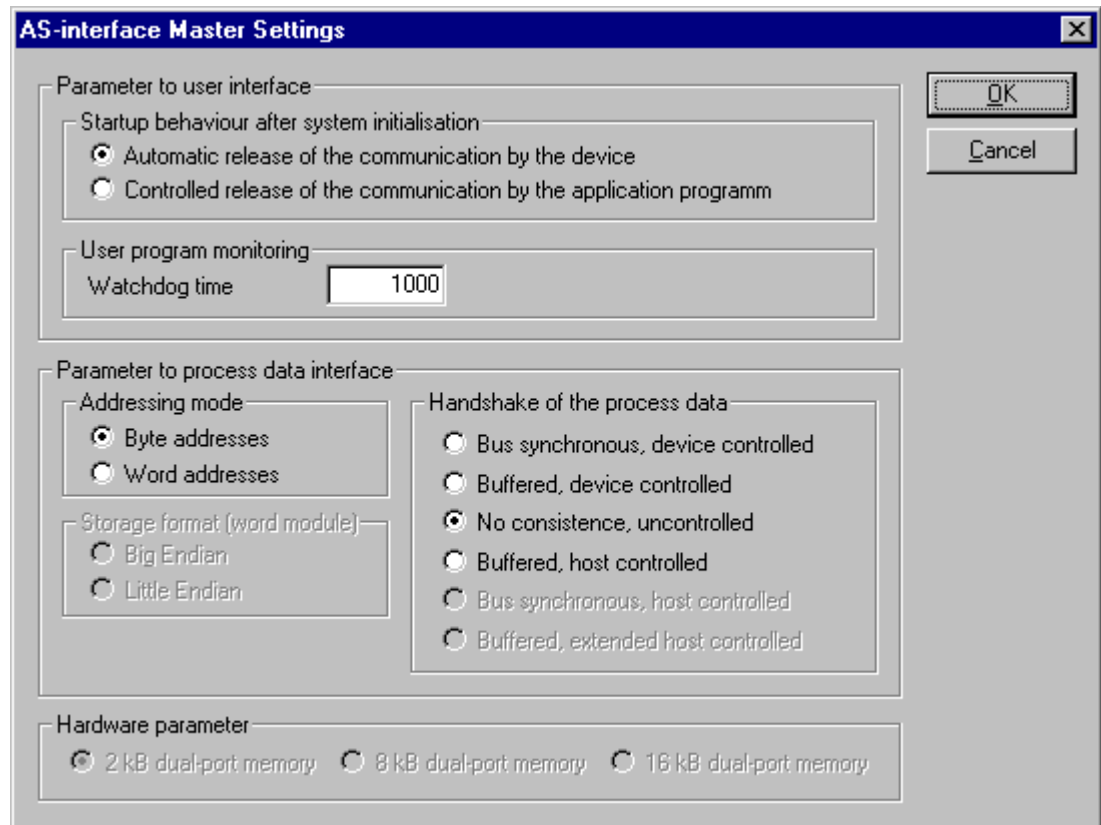 AS-interface Master Settings
Parameter to user interface
Startup behaviour after system initialisation
Automatic release of the communication by the device
Controlled release of the communication by the application programm
User program monitoring
Watchdog time 1000
OK
Cancel
Parameter to process data interface
Addressing mode
Byte addresses
Word addresses
Storage format (word module)
Big Endian
Little Endian
Handshake of the process data
Bus synchronous, device controlled
Buffered, device controlled
No consistence, uncontrolled
Buffered, host controlled
Bus synchronous, host controlled
Buffered, extended host controlled
Hardware parameter
2 kB dual-port memory 8 kB dual-port memory 16 kB dual-port memory